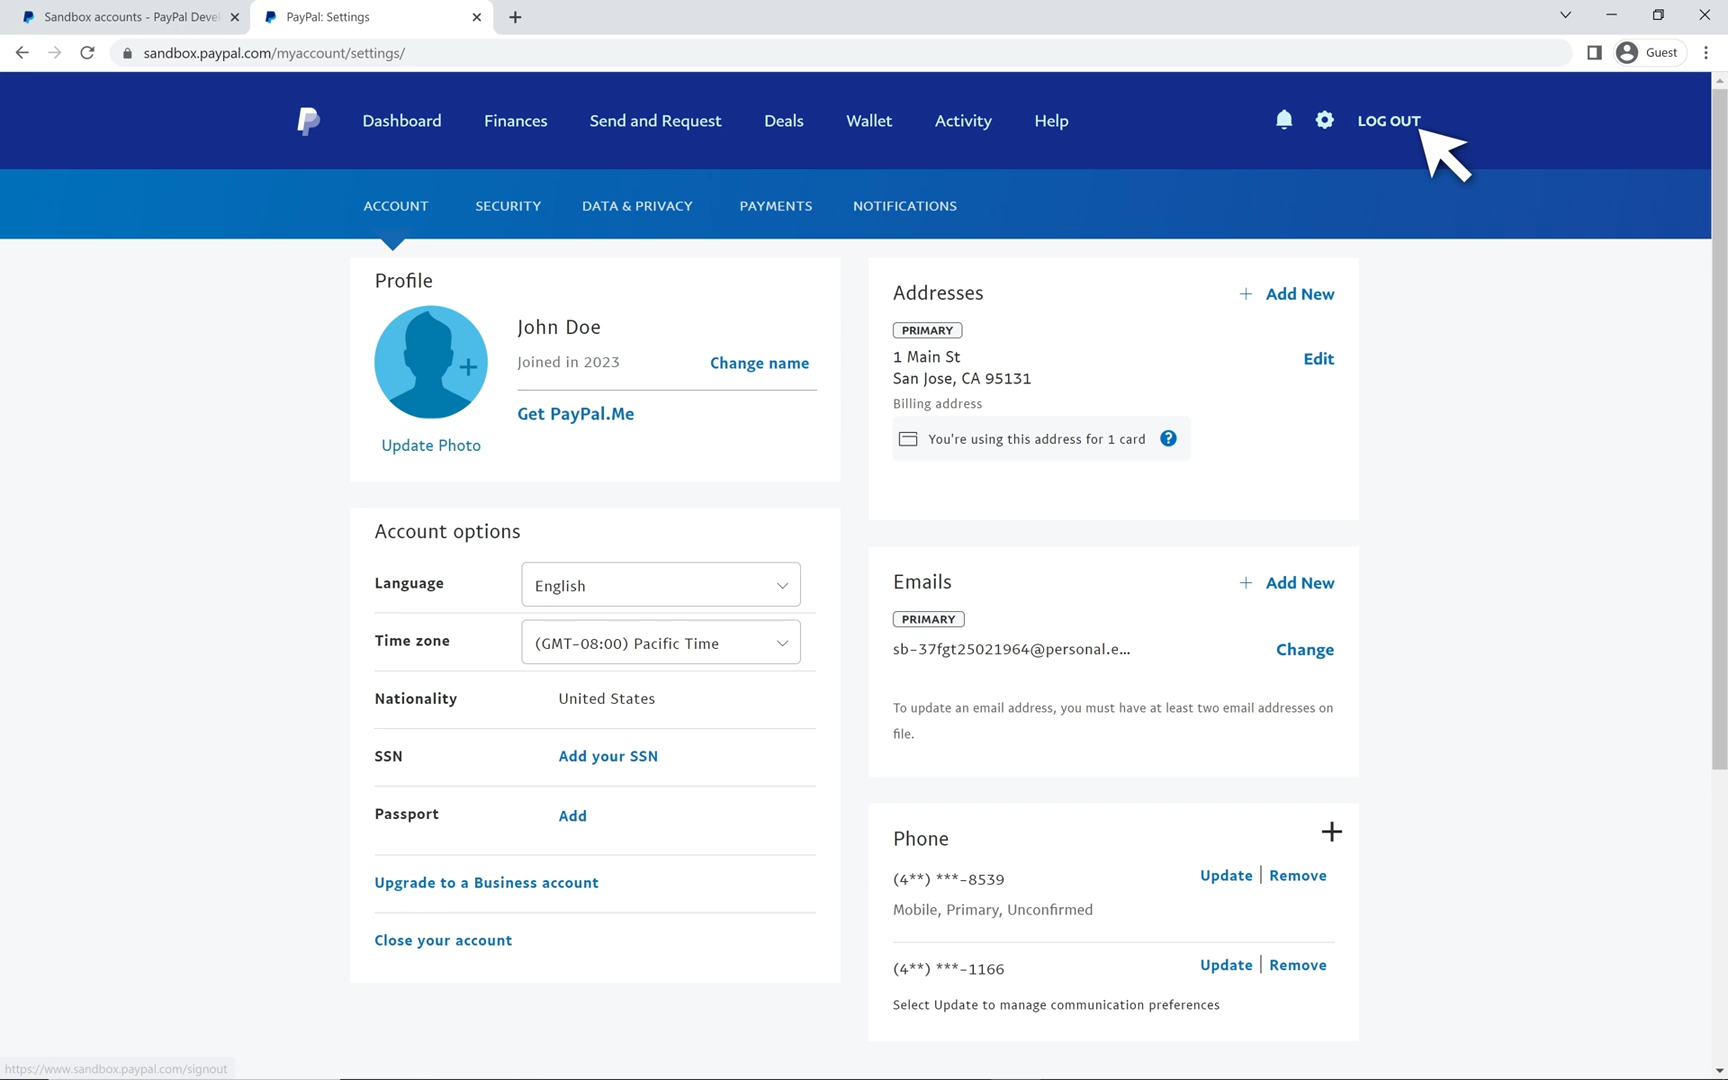 Sandbox accounts - PayPal Deve
PayPal: Settings
sandbox.paypal.com/myaccount/settings/
Guest
Dashboard
Finances
Send and Request
Deals
Wallet
Activity
Help
LOG OUT
ACCOUNT
SECURITY
DATA & PRIVACY
PAYMENTS
NOTIFICATIONS
Profile
John Doe
Joined in 2023
Change name
Get PayPal.Me
Update Photo
Account options
Language
English
Time zone
(GMT-08:00) Pacific Time
Nationality
United States
SSN
Add your SSN
Passport
Add
Upgrade to a Business account
Close your account
Addresses
+ Add New
PRIMARY
1 Main St
Edit
San Jose, CA 95131
Billing address
You're using this address for 1 card ?
Emails
+ Add New
PRIMARY
sb-37fgt25021964@personal.e...
Change
To update an email address, you must have at least two email addresses on
file.
Phone
+
(4**) ***-8539
Update | Remove
Mobile, Primary, Unconfirmed
(4**) ***-1166
Update | Remove
Select Update to manage communication preferences
https://www.sandbox.paypal.com/signout